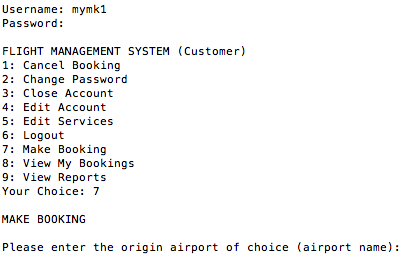 Username: mymk1
Password:
FLIGHT MANAGEMENT SYSTEM (Customer)
1: Cancel Booking
2: Change Password
3: Close Account
4: Edit Account
5: Edit Services
6: Logout
7: Make Booking
8: View My Bookings
9: View Reports
Your Choice: 7
MAKE BOOKING
Please enter the origin airport of choice (airport name):